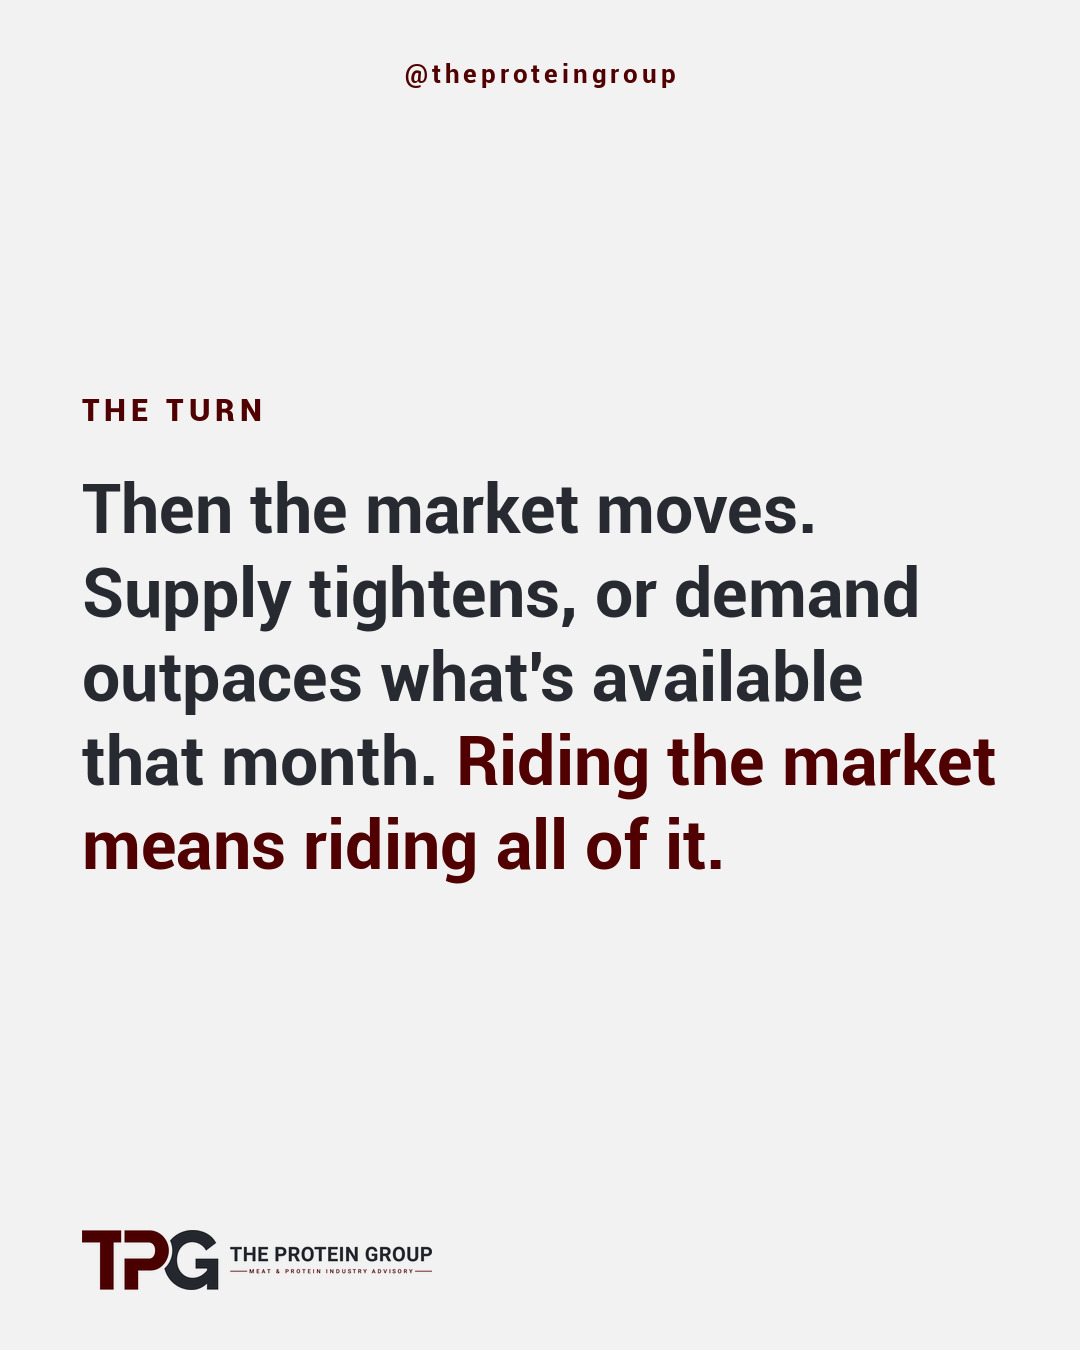 @theproteingroup
THE TURN
Then the market moves.
Supply tightens, or demand
outpaces what's available
that month. Riding the market
means riding all of it.
TPG
THE PROTEIN GROUP
MEAT & PROTEIN INDUSTRY ADVISORY